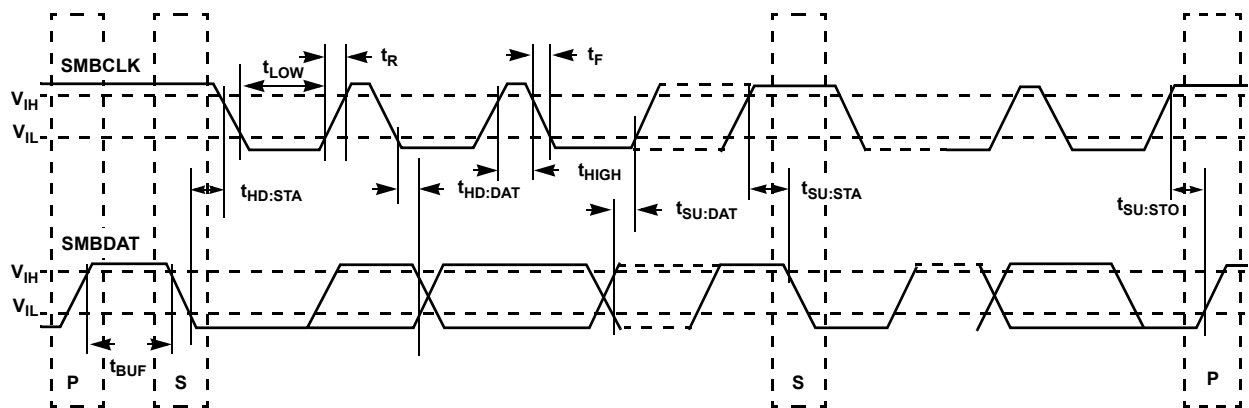 SMBCLK
t_LOW
t_R
t_F
V_IH
V_IL
t_HD:STA
t_HD:DAT
t_HIGH
t_SU:DAT
t_SU:STA
t_SU:STO
SMBDAT
V_IH
V_IL
t_BUF
P
S
S
P